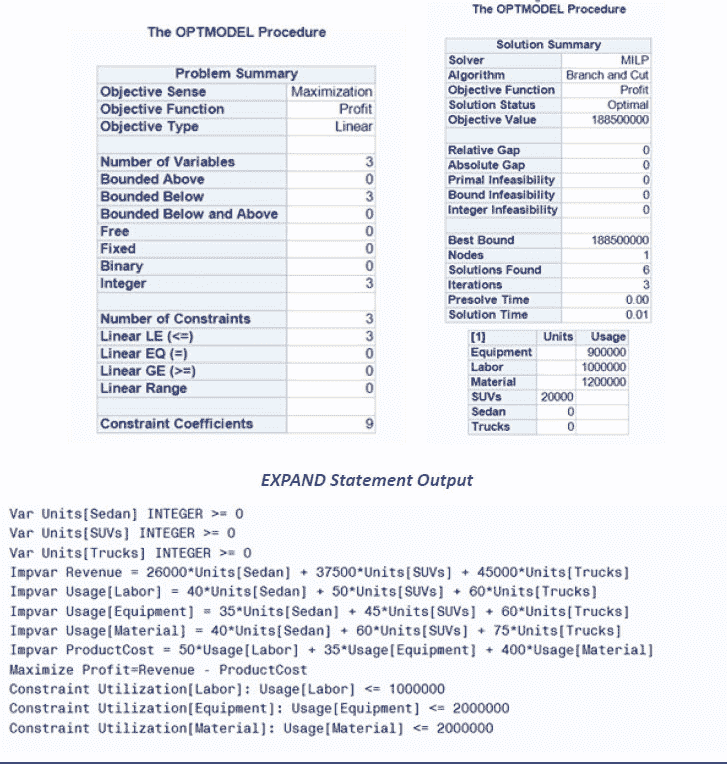 The OPTMODEL Procedure
Problem Summary
Objective Sense Maximization
Objective Function Profit
Objective Type Linear
Number of Variables 3
Bounded Above 0
Bounded Below 3
Bounded Below and Above 0
Free 0
Fixed 0
Binary 0
Integer 3
Number of Constraints 3
Linear LE (<=) 3
Linear EQ (=) 0
Linear GE (>=) 0
Linear Range 0
Constraint Coefficients 9
The OPTMODEL Procedure
Solution Summary
Solver MILP
Algorithm Branch and Cut
Objective Function Profit
Solution Status Optimal
Objective Value 188500000
Relative Gap 0
Absolute Gap 0
Primal Infeasibility 0
Bound Infeasibility 0
Integer Infeasibility 0
Best Bound 188500000
Nodes 1
Solutions Found 6
Iterations 3
Presolve Time 0.00
Solution Time 0.01
[1] Units Usage
Equipment 900000
Labor 1000000
Material 1200000
SUVs 20000
Sedan 0
Trucks 0
EXPAND Statement Output
Var Units[Sedan] INTEGER >= 0
Var Units[SUVs] INTEGER >= 0
Var Units[Trucks] INTEGER >= 0
Impvar Revenue = 26000*Units[Sedan] + 37500*Units[SUVs] + 45000*Units[Trucks]
Impvar Usage[Labor] = 40*Units[Sedan] + 50*Units[SUVs] + 60*Units[Trucks]
Impvar Usage[Equipment] = 35*Units[Sedan] + 45*Units[SUVs] + 60*Units[Trucks]
Impvar Usage[Material] = 40*Units[Sedan] + 60*Units[SUVs] + 75*Units[Trucks]
Impvar ProductCost = 50*Usage[Labor] + 35*Usage[Equipment] + 400*Usage[Material]
Maximize Profit=Revenue - ProductCost
Constraint Utilization[Labor]: Usage[Labor] <= 1000000
Constraint Utilization[Equipment]: Usage[Equipment] <= 2000000
Constraint Utilization[Material]: Usage[Material] <= 2000000